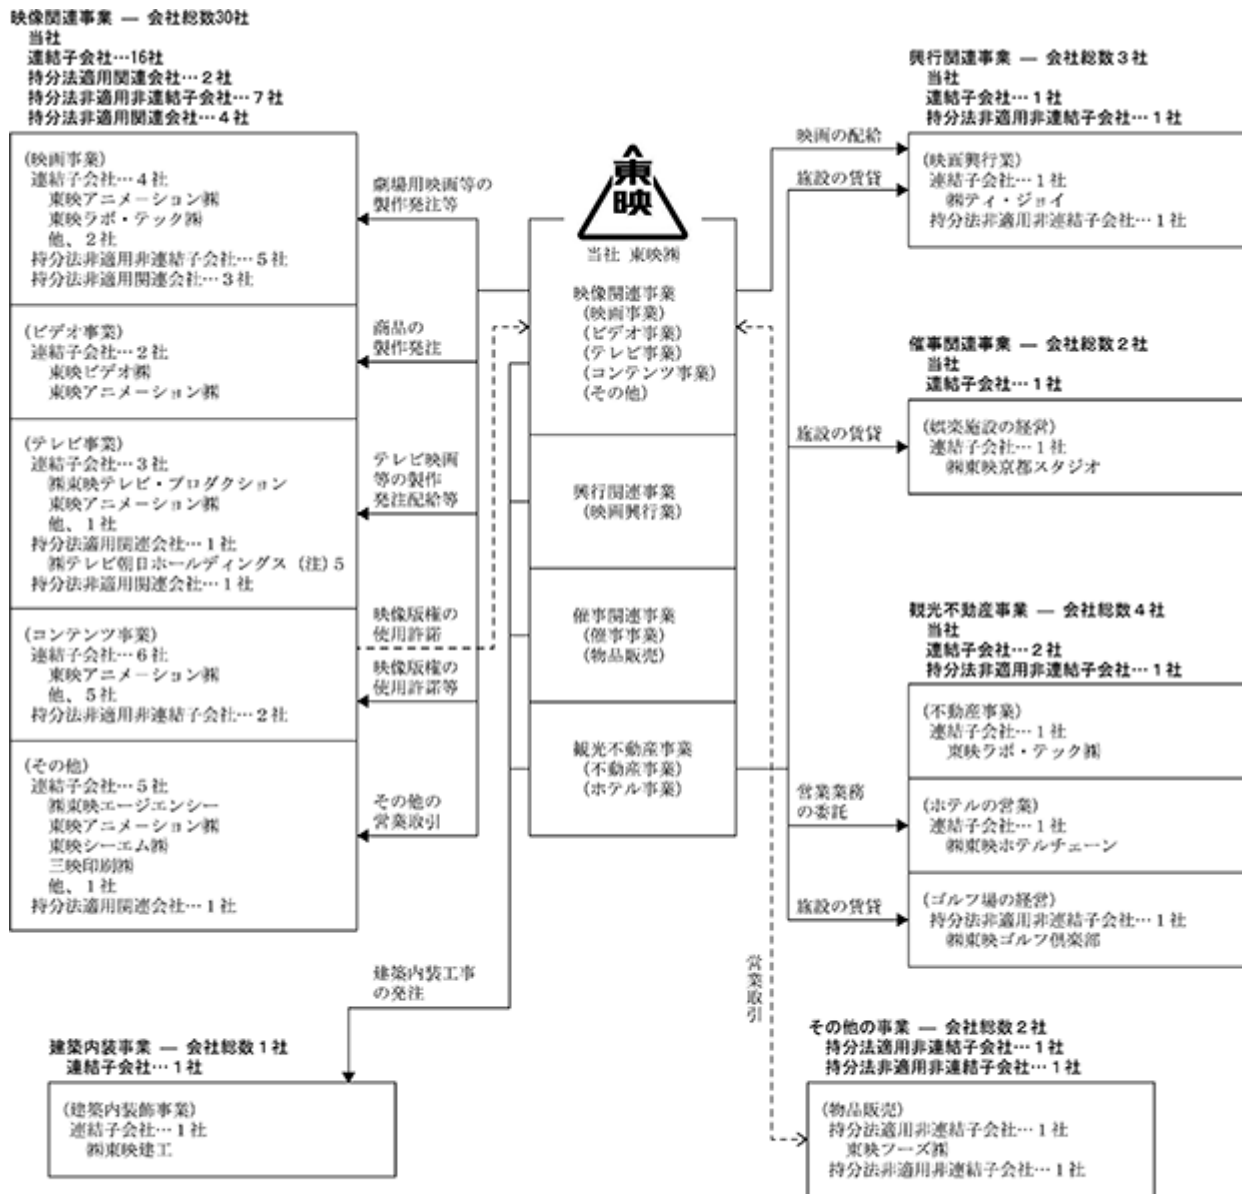 映像関連事業 ― 会社総数30社
当社
連結子会社…16社
持分法適用関連会社…２社
持分法非適用非連結子会社…７社
持分法非適用関連会社…４社
(映画事業)
連結子会社…４社
東映アニメーション㈱
東映ラボ・テック㈱
他、２社
持分法非適用非連結子会社…５社
持分法非適用関連会社…３社
(ビデオ事業)
連結子会社…２社
東映ビデオ㈱
東映アニメーション㈱
(テレビ事業)
連結子会社…３社
㈱東映テレビ・プロダクション
東映アニメーション㈱
他、１社
持分法適用関連会社…１社
㈱テレビ朝日ホールディングス (注)５
持分法非適用関連会社…１社
(コンテンツ事業)
連結子会社…６社
東映アニメーション㈱
他、５社
持分法非適用非連結子会社…２社
(その他)
連結子会社…５社
㈱東映エージエンシー
東映アニメーション㈱
東映シーエム㈱
三映印刷㈱
他、１社
持分法適用関連会社…１社
劇場用映画等の
製作発注等
商品の
製作発注
テレビ映画
等の製作
発注配給等
映像版権の
使用許諾
映像版権の
使用許諾等
その他の
営業取引
建築内装工事
の発注
建築内装事業 ― 会社総数１社
連結子会社…１社
(建築内装飾事業)
連結子会社…１社
㈱東映建工
東映
当社 東映㈱
映像関連事業
(映画事業)
(ビデオ事業)
(テレビ事業)
(コンテンツ事業)
(その他)
興行関連事業
(映画興行業)
催事関連事業
(催事事業)
(物品販売)
観光不動産事業
(不動産事業)
(ホテル事業)
映画の配給
施設の賃貸
施設の賃貸
営業業務
の委託
施設の賃貸
営業取引
興行関連事業 ― 会社総数３社
当社
連結子会社…１社
持分法非適用非連結子会社…１社
(映画興行業)
連結子会社…１社
㈱ティ・ジョイ
持分法非適用非連結子会社…１社
催事関連事業 ― 会社総数２社
当社
連結子会社…１社
(娯楽施設の経営)
連結子会社…１社
㈱東映京都スタジオ
観光不動産事業 ― 会社総数４社
当社
連結子会社…２社
持分法非適用非連結子会社…１社
(不動産事業)
連結子会社…１社
東映ラボ・テック㈱
(ホテルの営業)
連結子会社…１社
㈱東映ホテルチェーン
(ゴルフ場の経営)
持分法非適用非連結子会社…１社
㈱東映ゴルフ倶楽部
その他の事業 ― 会社総数２社
持分法適用非連結子会社…１社
持分法非適用非連結子会社…１社
(物品販売)
持分法適用非連結子会社…１社
東映フーズ㈱
持分法非適用非連結子会社…１社